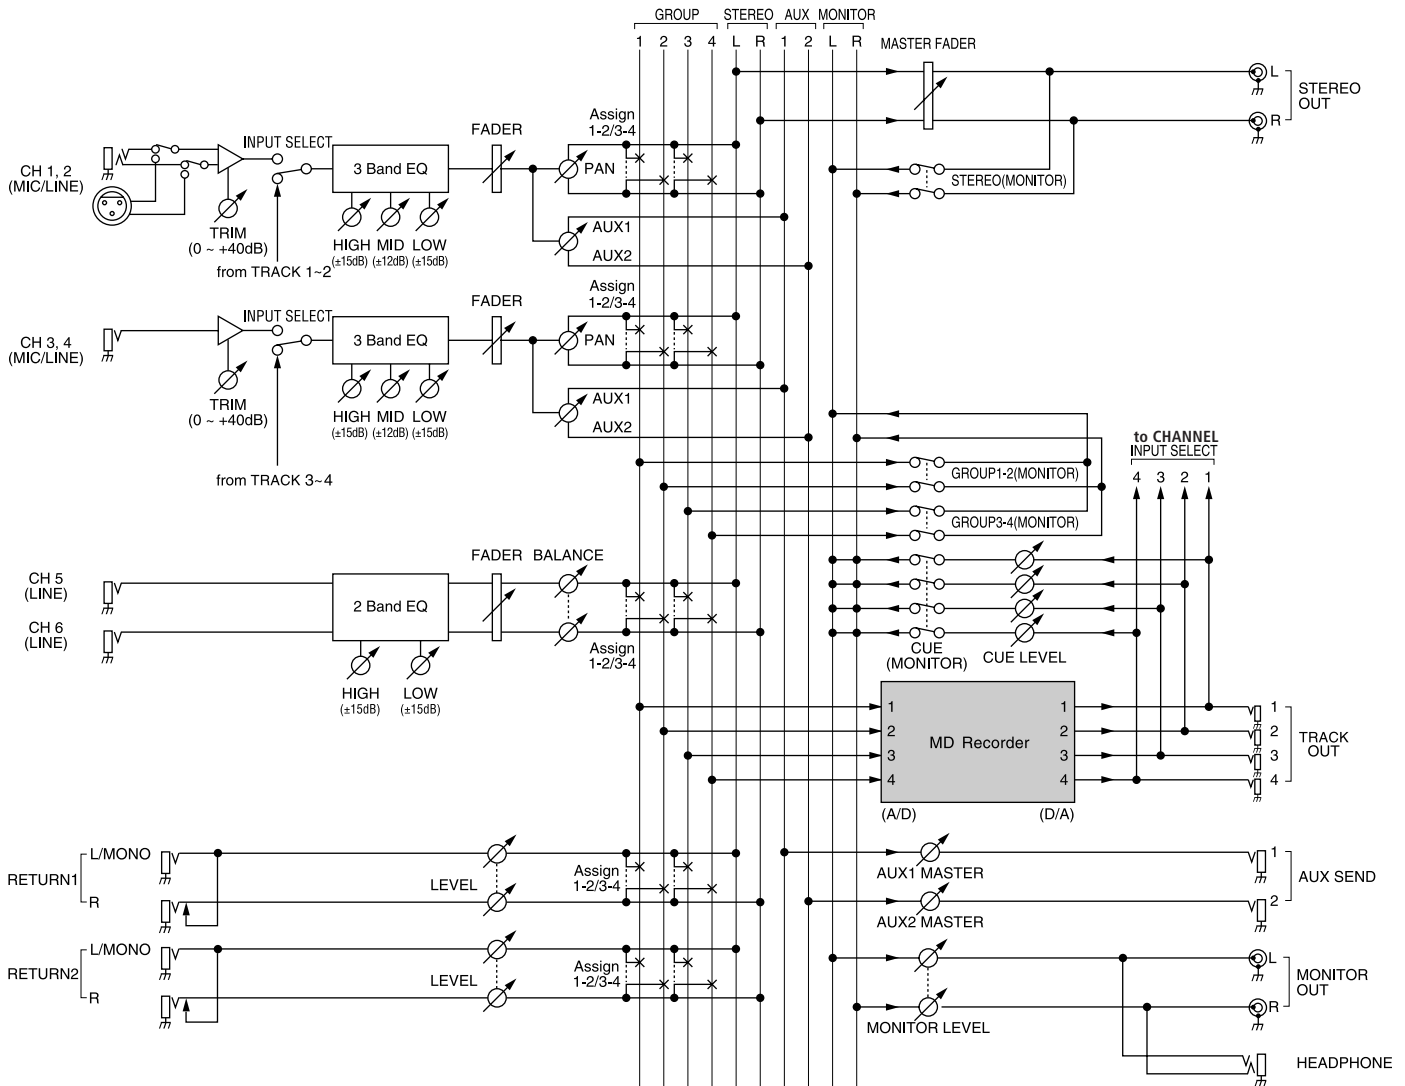 GROUP STEREO AUX MONITOR
1 2 3 4 L R 1 2 L R
MASTER FADER
L
STEREO
OUT
R
Assign
1-2/3-4
FADER
INPUT SELECT
CH 1, 2
(MIC/LINE)
3 Band EQ
PAN
STEREO(MONITOR)
TRIM
(0 ~ +40dB)
HIGH MID LOW
(±15dB) (±12dB) (±15dB)
AUX1
AUX2
from TRACK 1~2
Assign
1-2/3-4
FADER
INPUT SELECT
CH 3, 4
(MIC/LINE)
3 Band EQ
PAN
TRIM
(0 ~ +40dB)
HIGH MID LOW
(±15dB) (±12dB) (±15dB)
AUX1
AUX2
from TRACK 3~4
to CHANNEL
INPUT SELECT
4 3 2 1
GROUP1-2(MONITOR)
GROUP3-4(MONITOR)
FADER BALANCE
CH 5
(LINE)
2 Band EQ
CH 6
(LINE)
Assign
1-2/3-4
HIGH LOW
(±15dB) (±15dB)
CUE
(MONITOR)
CUE LEVEL
1 1 1
2 2 2
MD Recorder
TRACK
OUT
3 3 3
4 4 4
(A/D) (D/A)
RETURN1
L/MONO
R
LEVEL
Assign
1-2/3-4
AUX1 MASTER
AUX2 MASTER
1
AUX SEND
2
RETURN2
L/MONO
R
LEVEL
Assign
1-2/3-4
L
MONITOR
OUT
R
MONITOR LEVEL
HEADPHONE